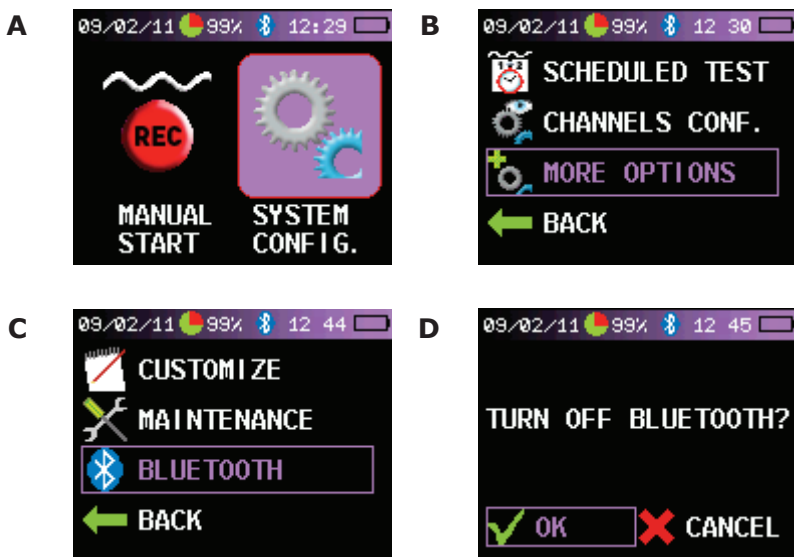 A
09/02/11 99% 12:29
REC
MANUAL START
SYSTEM CONFIG.
B
09/02/11 99% 12 30
SCHEDULED TEST
CHANNELS CONF.
MORE OPTIONS
BACK
C
09/02/11 99% 12 44
CUSTOMIZE
MAINTENANCE
BLUETOOTH
BACK
D
09/02/11 99% 12 45
TURN OFF BLUETOOTH?
OK
CANCEL